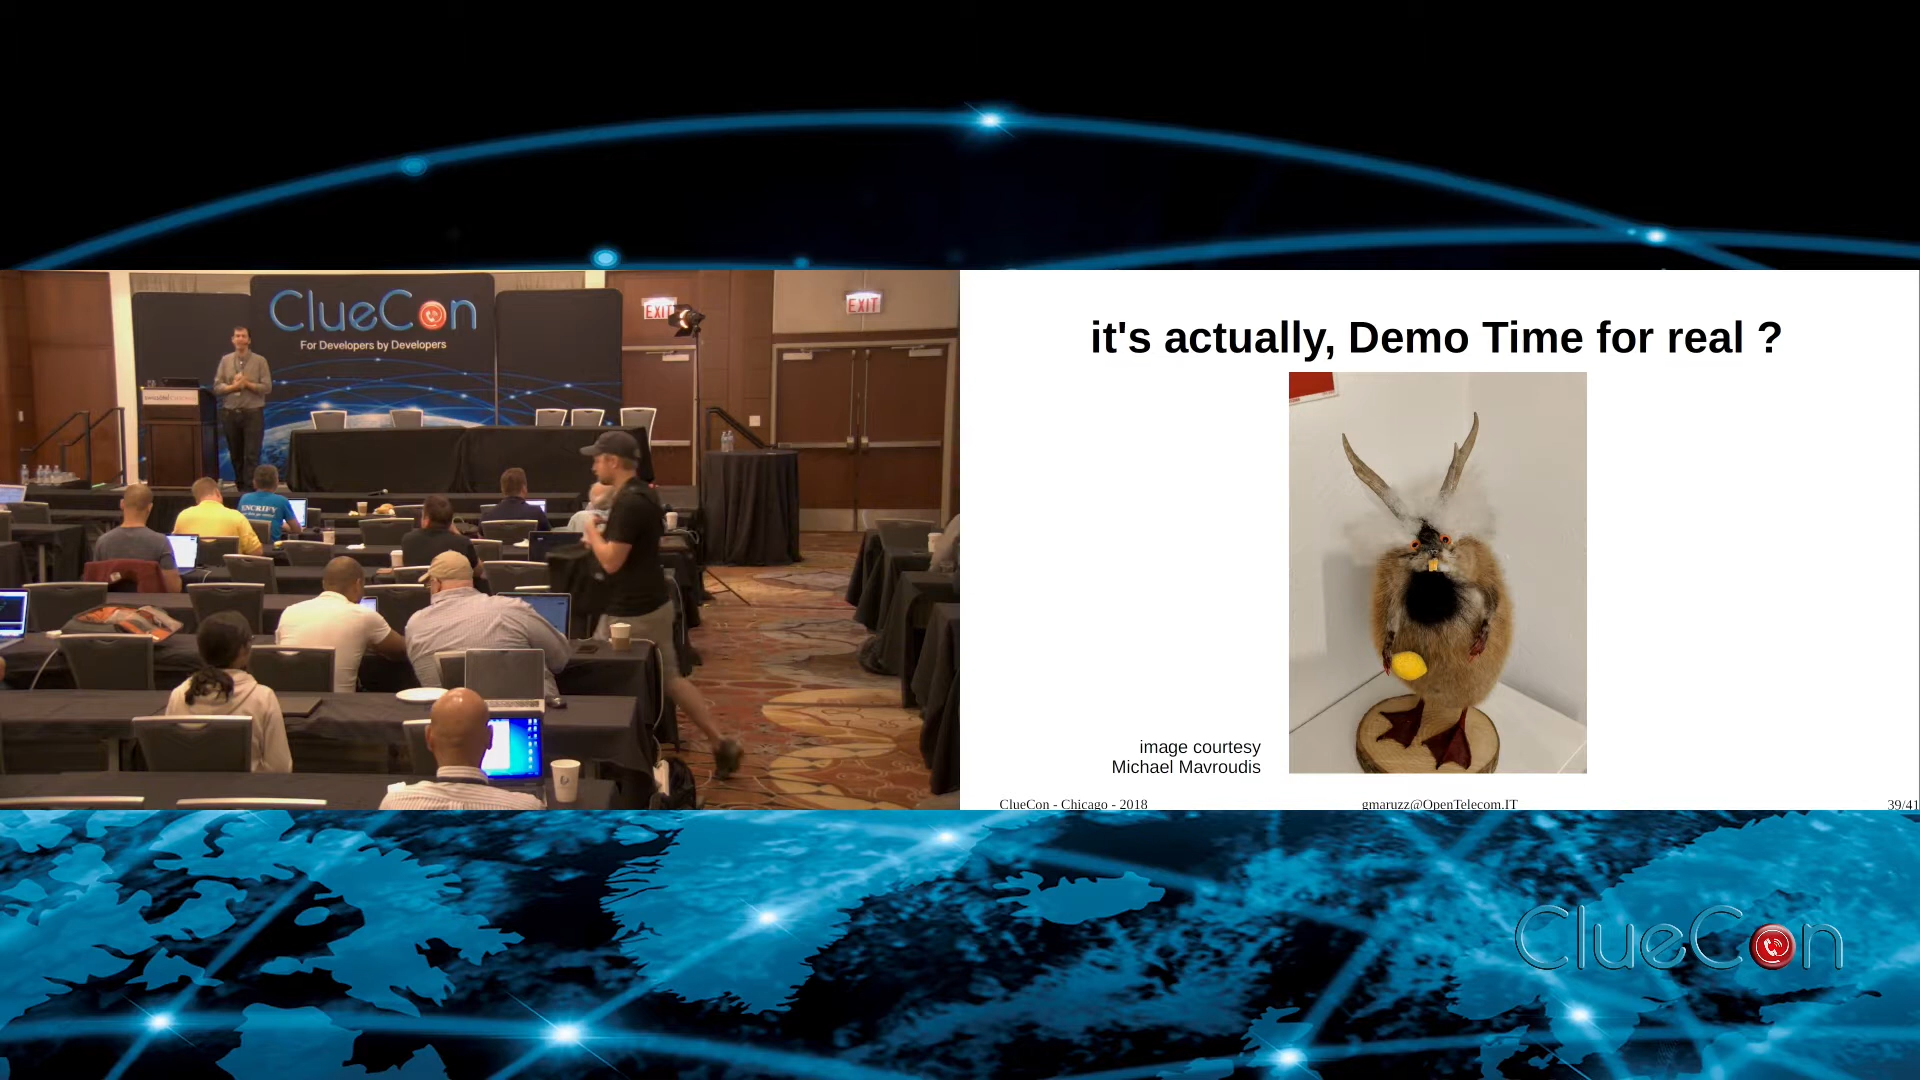 ClueCon
For Developers by Developers
EXIT
EXIT
ENCRIFY
it's actually, Demo Time for real ?
image courtesy
Michael Mavroudis
ClueCon - Chicago - 2018
gmaruzz@OpenTelecom.IT
39/41
ClueCon